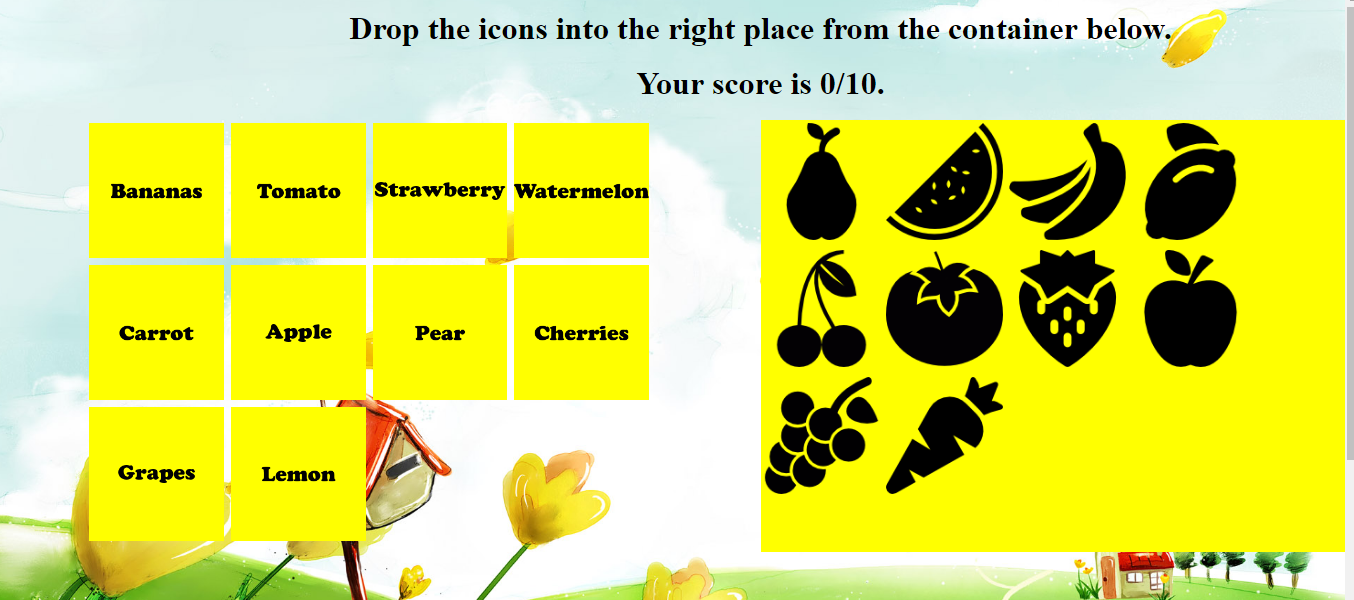 Drop the icons into the right place from the container below.
Your score is 0/10.
Bananas
Tomato
Strawberry
Watermelon
Carrot
Apple
Pear
Cherries
Grapes
Lemon